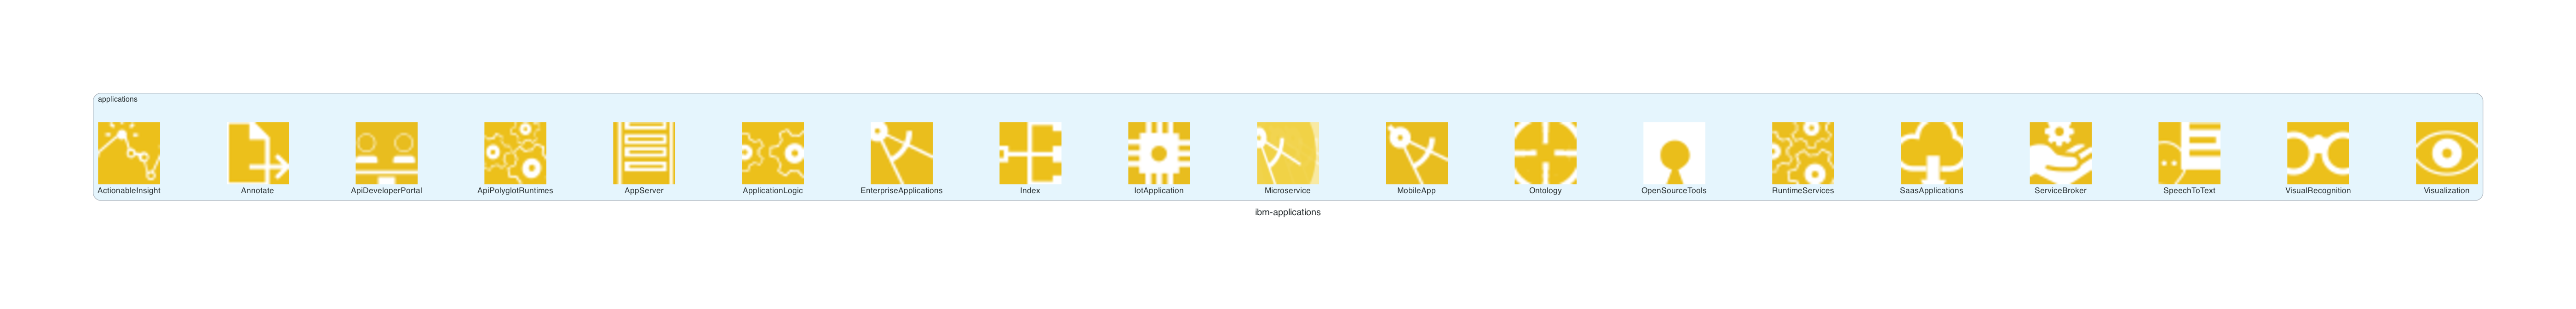 applications
ActionableInsight
Annotate
ApiDeveloperPortal
ApiPolyglotRuntimes
AppServer
ApplicationLogic
EnterpriseApplications
Index
IotApplication
Microservice
MobileApp
Ontology
OpenSourceTools
RuntimeServices
SaasApplications
ServiceBroker
SpeechToText
VisualRecognition
Visualization
ibm-applications